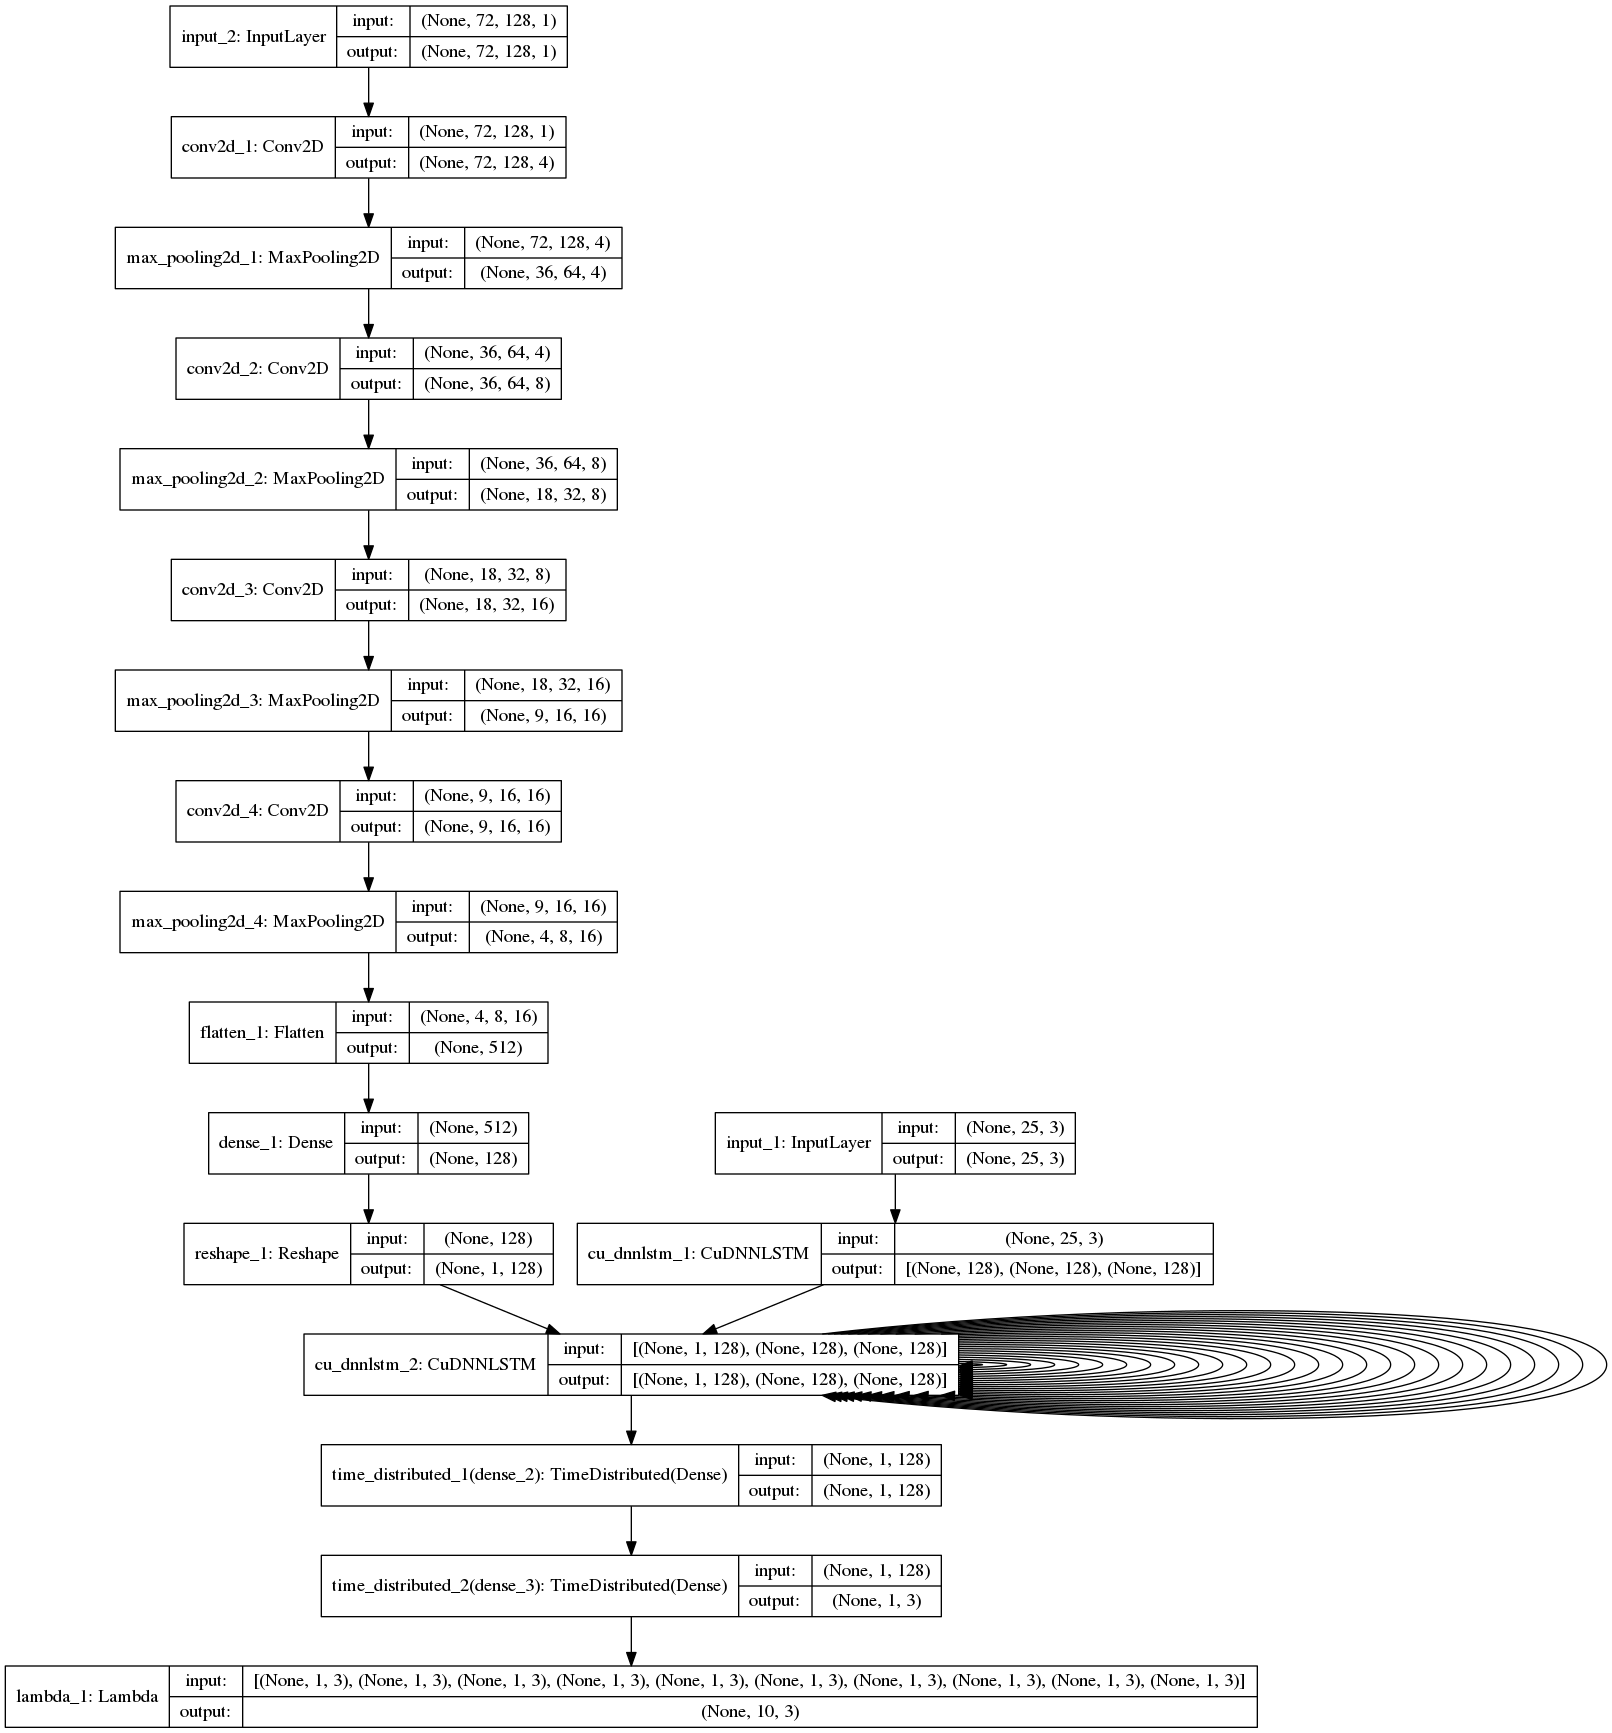 input_2: InputLayer
input: (None, 72, 128, 1)
output: (None, 72, 128, 1)
conv2d_1: Conv2D
input: (None, 72, 128, 1)
output: (None, 72, 128, 4)
max_pooling2d_1: MaxPooling2D
input: (None, 72, 128, 4)
output: (None, 36, 64, 4)
conv2d_2: Conv2D
input: (None, 36, 64, 4)
output: (None, 36, 64, 8)
max_pooling2d_2: MaxPooling2D
input: (None, 36, 64, 8)
output: (None, 18, 32, 8)
conv2d_3: Conv2D
input: (None, 18, 32, 8)
output: (None, 18, 32, 16)
max_pooling2d_3: MaxPooling2D
input: (None, 18, 32, 16)
output: (None, 9, 16, 16)
conv2d_4: Conv2D
input: (None, 9, 16, 16)
output: (None, 9, 16, 16)
max_pooling2d_4: MaxPooling2D
input: (None, 9, 16, 16)
output: (None, 4, 8, 16)
flatten_1: Flatten
input: (None, 4, 8, 16)
output: (None, 512)
dense_1: Dense
input: (None, 512)
output: (None, 128)
input_1: InputLayer
input: (None, 25, 3)
output: (None, 25, 3)
reshape_1: Reshape
input: (None, 128)
output: (None, 1, 128)
cu_dnnlstm_1: CuDNNLSTM
input: (None, 25, 3)
output: [(None, 128), (None, 128), (None, 128)]
cu_dnnlstm_2: CuDNNLSTM
input: [(None, 1, 128), (None, 128), (None, 128)]
output: [(None, 1, 128), (None, 128), (None, 128)]
time_distributed_1(dense_2): TimeDistributed(Dense)
input: (None, 1, 128)
output: (None, 1, 128)
time_distributed_2(dense_3): TimeDistributed(Dense)
input: (None, 1, 128)
output: (None, 1, 3)
lambda_1: Lambda
input: [(None, 1, 3), (None, 1, 3), (None, 1, 3), (None, 1, 3), (None, 1, 3), (None, 1, 3), (None, 1, 3), (None, 1, 3), (None, 1, 3), (None, 1, 3)]
output: (None, 10, 3)